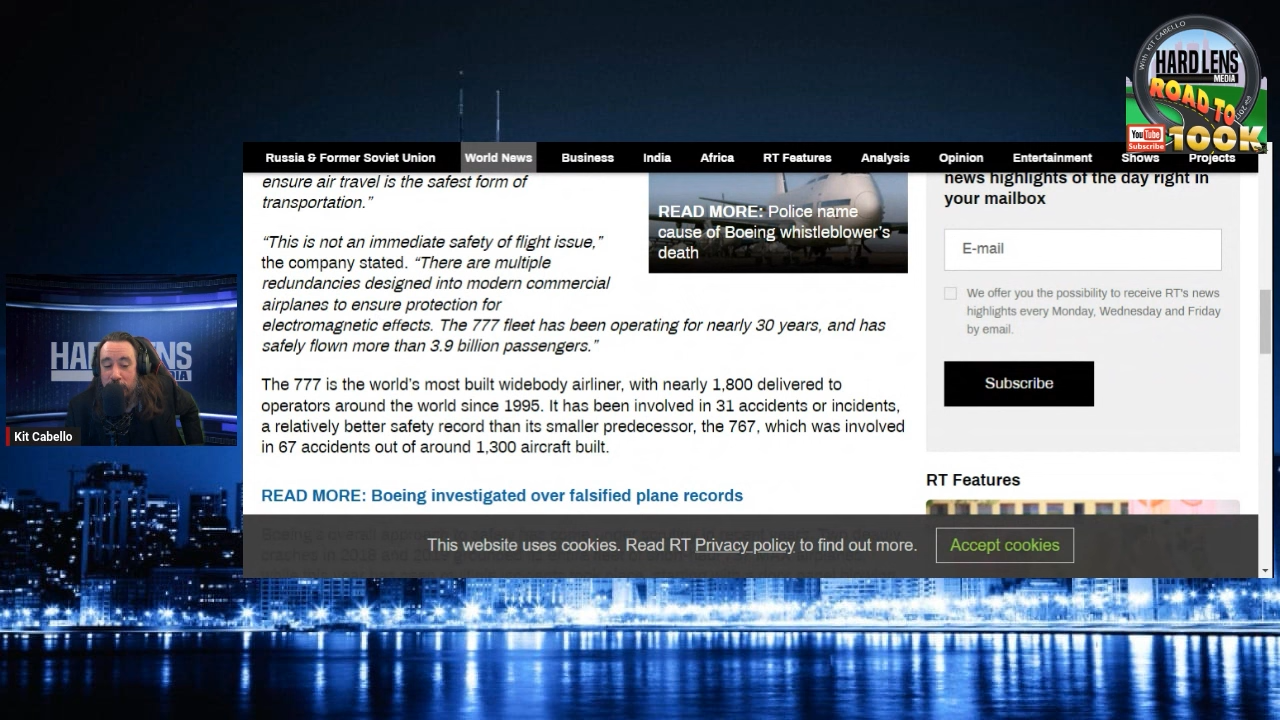 With KIT CABELLO
HARD LENS
MEDIA
ROAD TO
100K
YouTube
Subscribe
Russia & Former Soviet Union World News Business India Africa RT Features Analysis Opinion Entertainment Shows Projects
ensure air travel is the safest form of
transportation.”
“This is not an immediate safety of flight issue,”
the company stated. “There are multiple
redundancies designed into modern commercial
airplanes to ensure protection for
electromagnetic effects. The 777 fleet has been operating for nearly 30 years, and has
safely flown more than 3.9 billion passengers.”
READ MORE: Police name
cause of Boeing whistleblower’s
death
The 777 is the world’s most built widebody airliner, with nearly 1,800 delivered to
operators around the world since 1995. It has been involved in 31 accidents or incidents,
a relatively better safety record than its smaller predecessor, the 767, which was involved
in 67 accidents out of around 1,300 aircraft built.
READ MORE: Boeing investigated over falsified plane records
news highlights of the day right in
your mailbox
E-mail
We offer you the possibility to receive RT's news
highlights every Monday, Wednesday and Friday
by email.
Subscribe
RT Features
This website uses cookies. Read RT Privacy policy to find out more.
Accept cookies
Kit Cabello